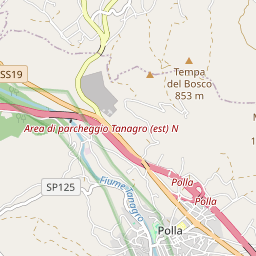 SS19
Tempa
del Bosco
853 m
Area di parcheggio Tanagro (est) N
SP125
Fiume Tanagro
Polla
Polla
Polla